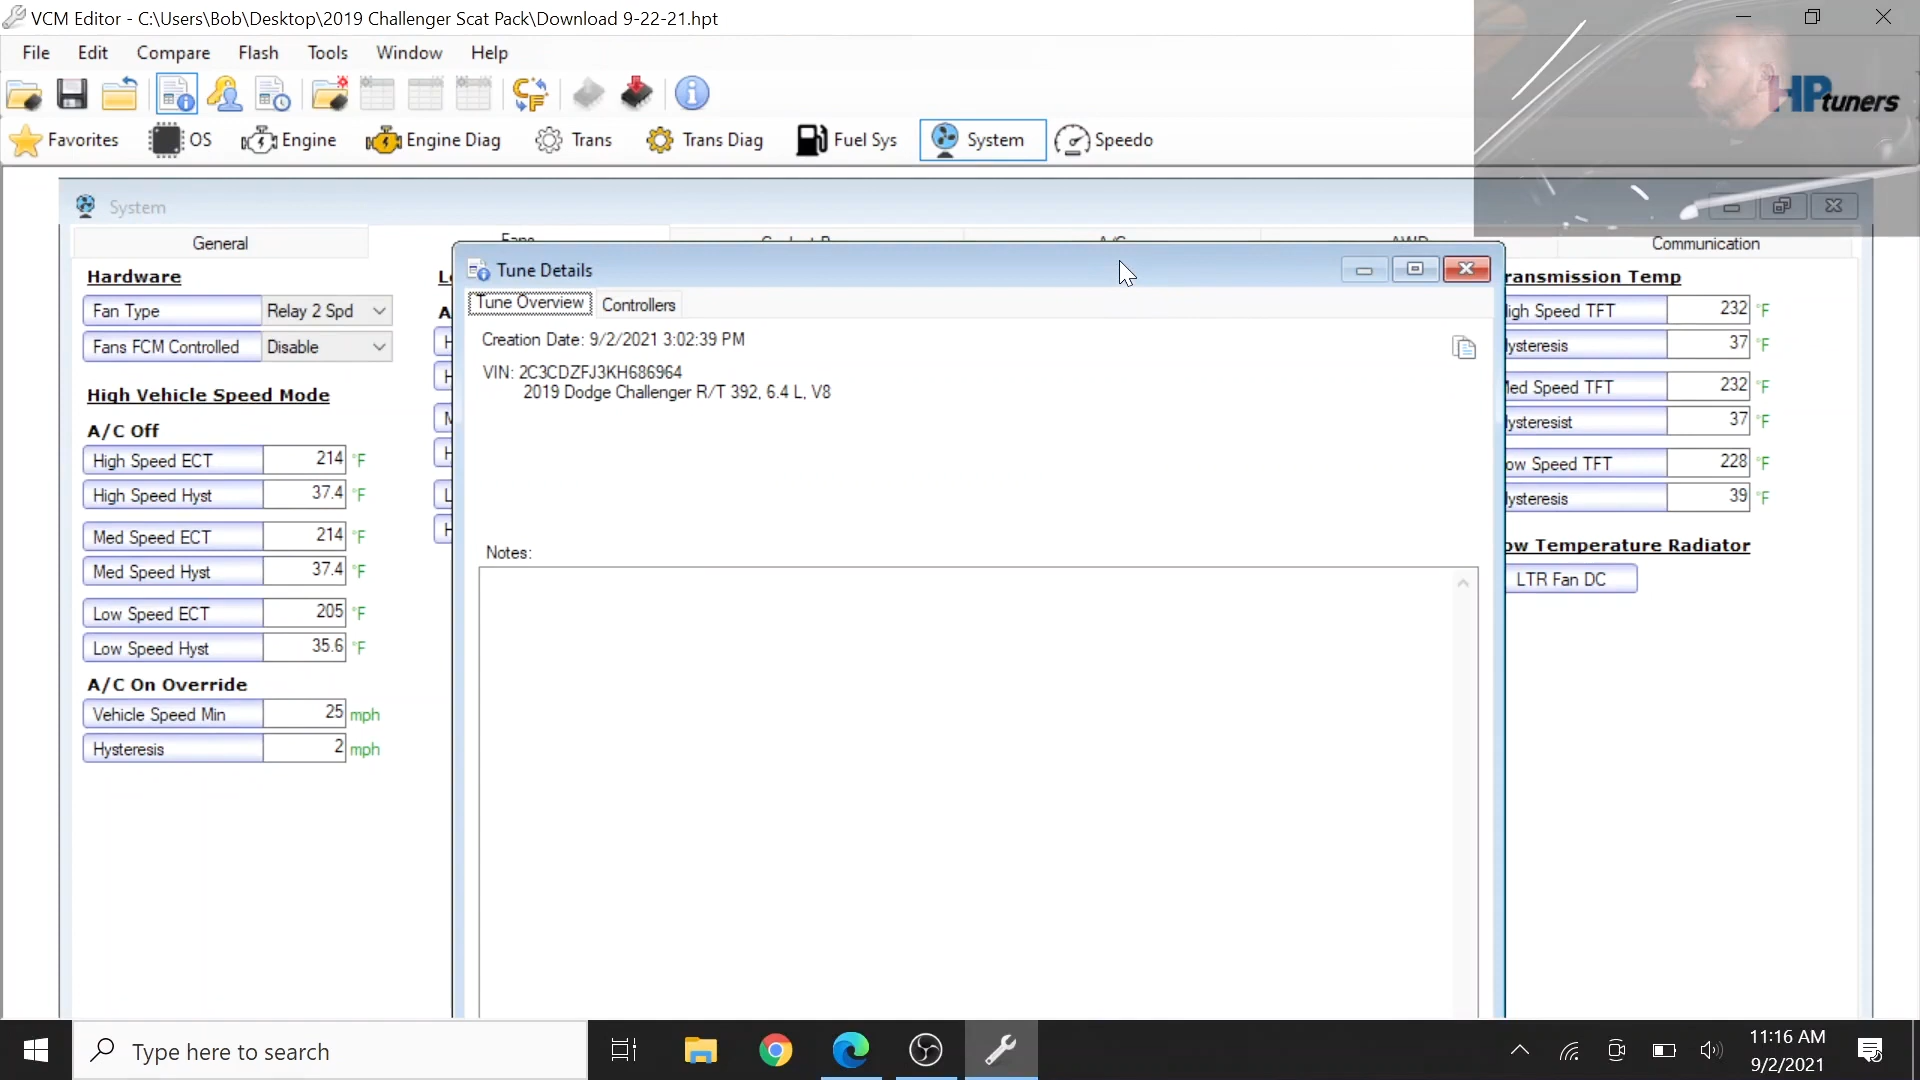 VCM Editor - C:\Users\Bob\Desktop\2019 Challenger Scat Pack\Download 9-22-21.hpt
File Edit Compare Flash Tools Window Help
HPtuners
Favorites OS Engine Engine Diag Trans Trans Diag Fuel Sys System Speedo
System
General Communication
Hardware
Fan Type Relay 2 Spd
Fans FCM Controlled Disable
High Vehicle Speed Mode
A/C Off
High Speed ECT 214 °F
High Speed Hyst 37.4 °F
Med Speed ECT 214 °F
Med Speed Hyst 37.4 °F
Low Speed ECT 205 °F
Low Speed Hyst 35.6 °F
A/C On Override
Vehicle Speed Min 25 mph
Hysteresis 2 mph
Tune Details
Tune Overview Controllers
Creation Date: 9/2/2021 3:02:39 PM
VIN: 2C3CDZFJ3KH686964
2019 Dodge Challenger R/T 392, 6.4 L, V8
Notes:
ransmission Temp
igh Speed TFT 232 °F
ysteresis 37 °F
ed Speed TFT 232 °F
ysteresist 37 °F
ow Speed TFT 228 °F
ysteresis 39 °F
ow Temperature Radiator
LTR Fan DC
Type here to search
11:16 AM
9/2/2021